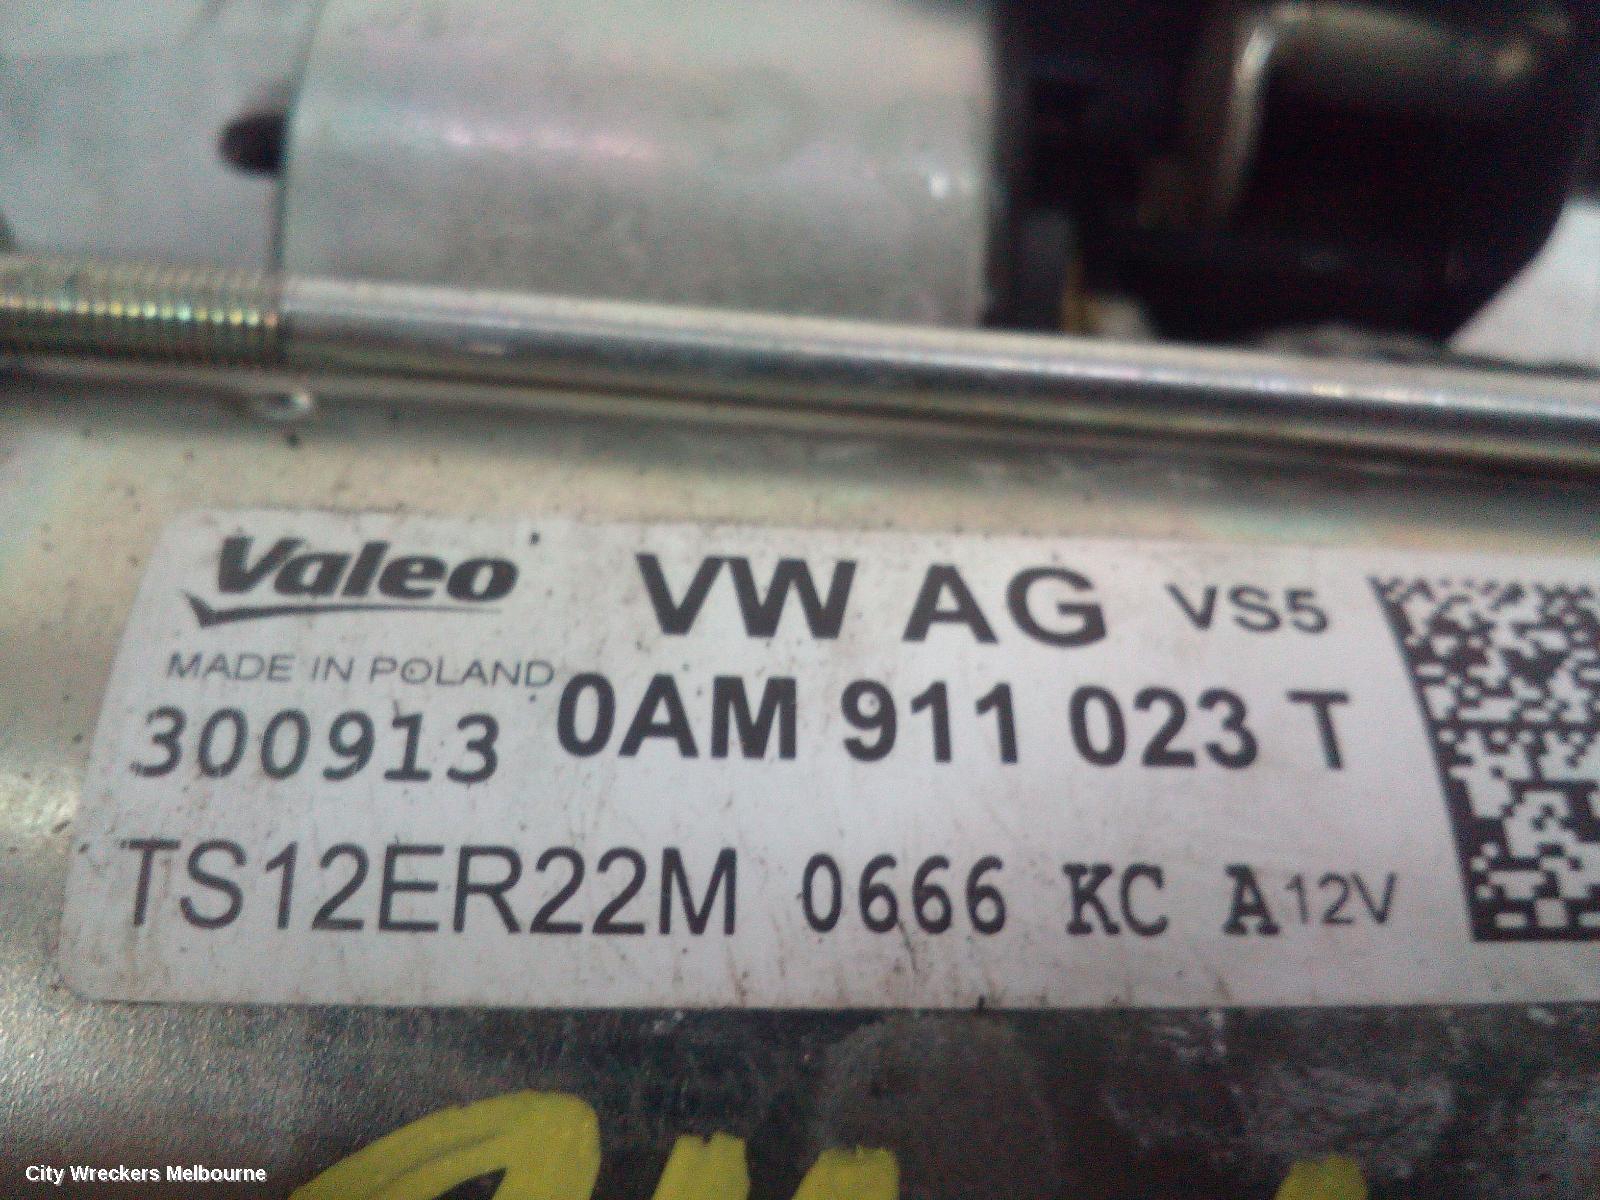 Valeo VW AG VS5
MADE IN POLAND
300913 0AM 911 023 T
TS12ER22M 0666 KC A 12V
City Wreckers Melbourne